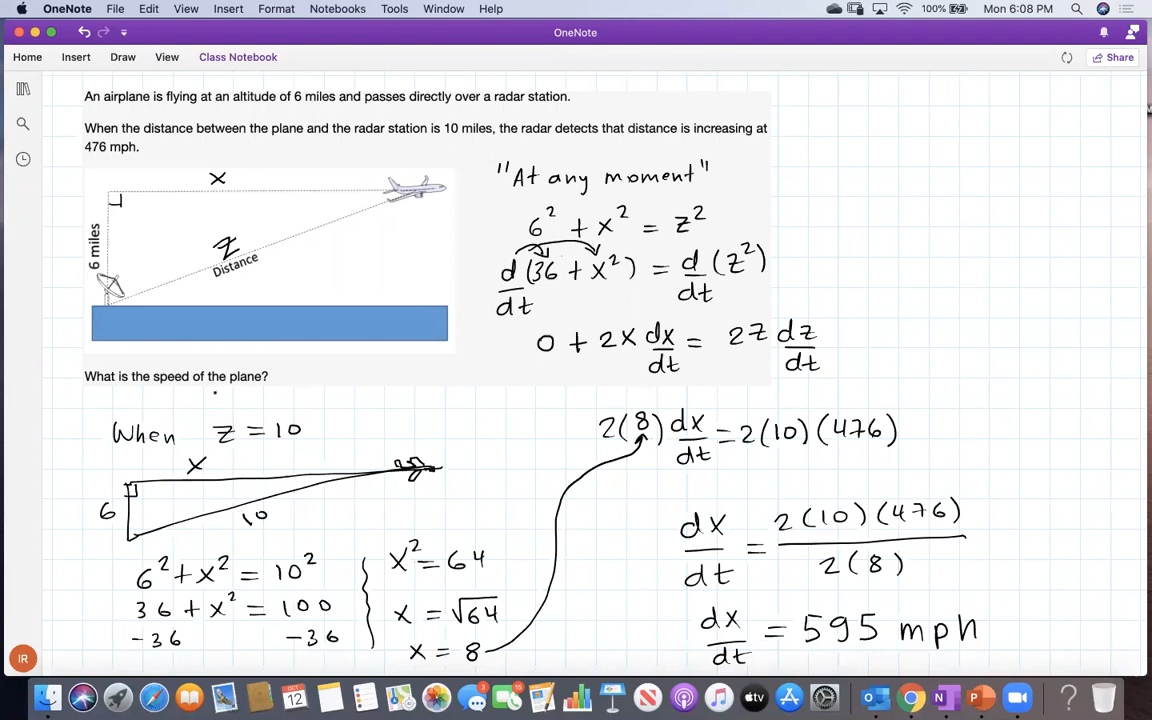 OneNote File Edit View Insert Format Notebooks Tools Window Help 100% Mon 6:08 PM
OneNote
Home Insert Draw View Class Notebook Share
An airplane is flying at an altitude of 6 miles and passes directly over a radar station.
When the distance between the plane and the radar station is 10 miles, the radar detects that distance is increasing at
476 mph.
x
6 miles
z
Distance
"At any moment"
6² + x² = z²
d/dt (36 + x²) = d/dt (z²)
0 + 2x dx/dt = 2z dz/dt
What is the speed of the plane?
When z = 10
x
6
10
6² + x² = 10²
36 + x² = 100
-36 -36
x² = 64
x = √64
x = 8
2(8) dx/dt = 2(10)(476)
dx/dt = 2(10)(476) / 2(8)
dx/dt = 595 mph
IR
OCT
12
3
15
tv